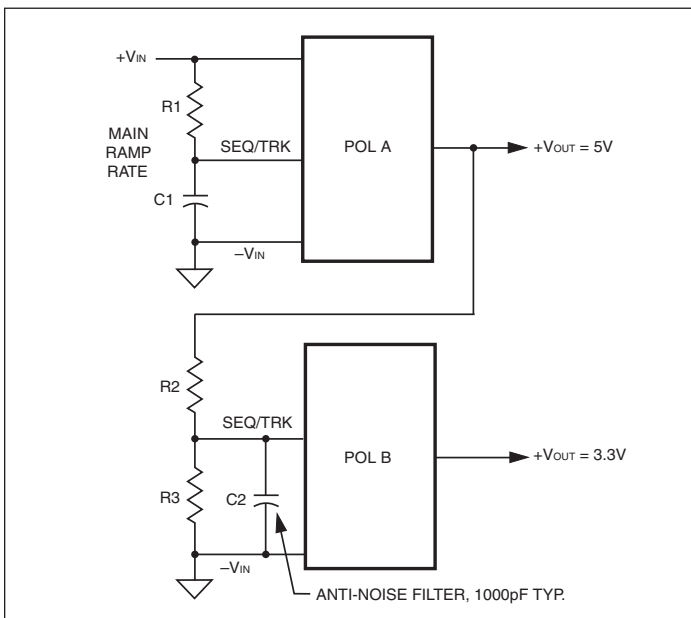 +VIN
R1
MAIN
RAMP
RATE
SEQ/TRK
POL A
+VOUT = 5V
C1
–VIN
R2
SEQ/TRK
POL B
+VOUT = 3.3V
R3
C2
–VIN
ANTI-NOISE FILTER, 1000pF TYP.